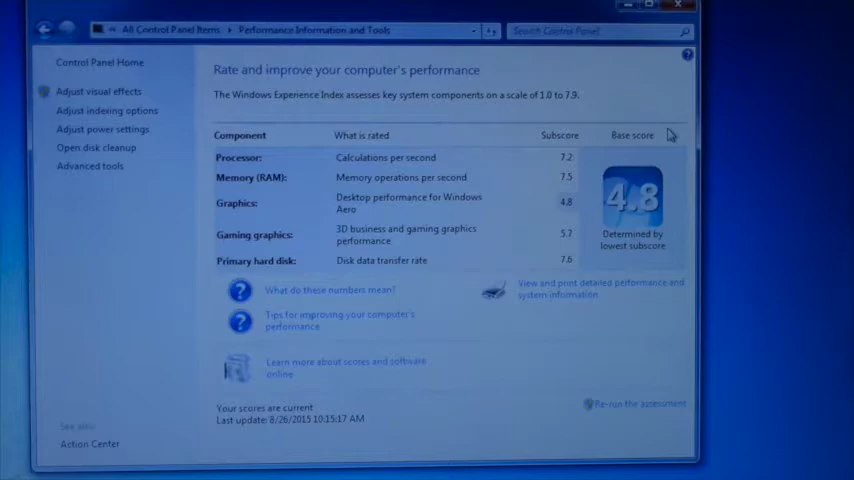 « All Control Panel Items ▸ Performance Information and Tools
Search Control Panel
Control Panel Home
Adjust visual effects
Adjust indexing options
Adjust power settings
Open disk cleanup
Advanced tools
See also
Action Center
Rate and improve your computer's performance
The Windows Experience Index assesses key system components on a scale of 1.0 to 7.9.
Component What is rated Subscore Base score
Processor: Calculations per second 7.2
Memory (RAM): Memory operations per second 7.5
Graphics: Desktop performance for Windows Aero 4.8
Gaming graphics: 3D business and gaming graphics performance 5.7
Primary hard disk: Disk data transfer rate 7.6
4.8
Determined by
lowest subscore
What do these numbers mean?
View and print detailed performance and
system information
Tips for improving your computer's
performance
Learn more about scores and software
online
Your scores are current
Last update: 8/26/2015 10:15:17 AM
Re-run the assessment